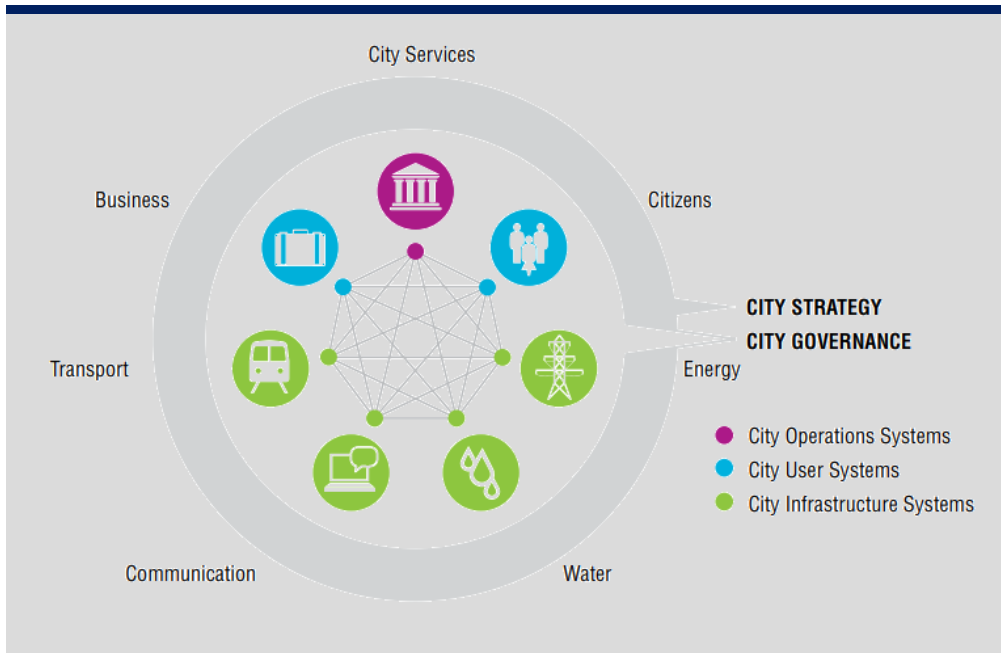 City Services
Business
Citizens
CITY STRATEGY
CITY GOVERNANCE
Transport
Energy
City Operations Systems
City User Systems
City Infrastructure Systems
Communication
Water